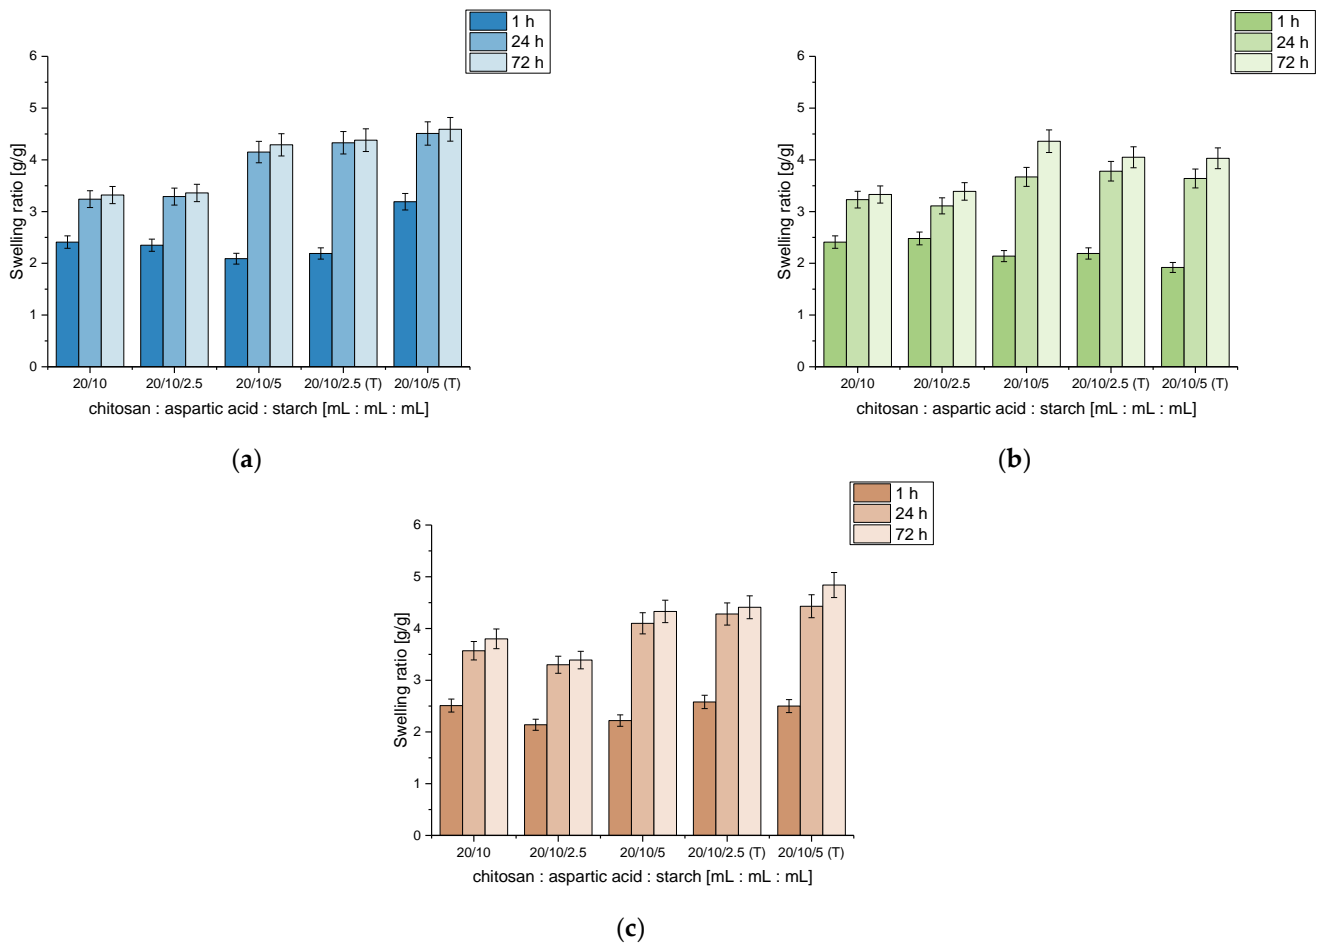 1 h
24 h
72 h
6
5
4
3
2
1
0
Swelling ratio [g/g]
20/10 20/10/2.5 20/10/5 20/10/2.5 (T) 20/10/5 (T)
chitosan : aspartic acid : starch [mL : mL : mL]
(a)
1 h
24 h
72 h
6
5
4
3
2
1
0
Swelling ratio [g/g]
20/10 20/10/2.5 20/10/5 20/10/2.5 (T) 20/10/5 (T)
chitosan : aspartic acid : starch [mL : mL : mL]
(b)
1 h
24 h
72 h
6
5
4
3
2
1
0
Swelling ratio [g/g]
20/10 20/10/2.5 20/10/5 20/10/2.5 (T) 20/10/5 (T)
chitosan : aspartic acid : starch [mL : mL : mL]
(c)